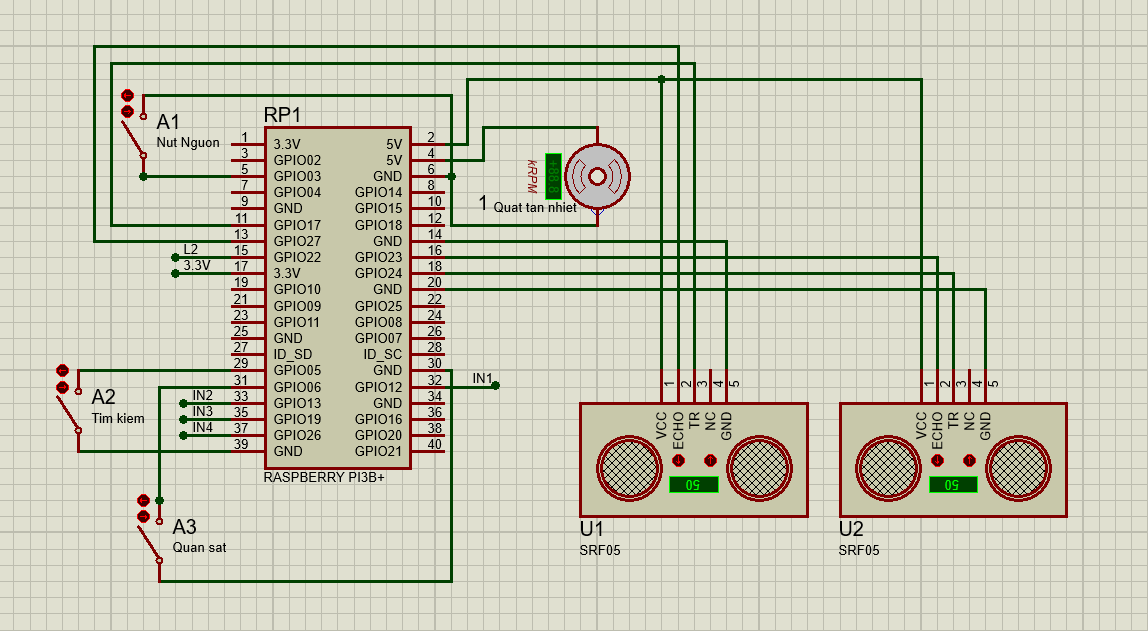 RP1
A1
Nut Nguon
1 3.3V 5V 2
3 GPIO02 5V 4
5 GPIO03 GND 6
7 GPIO04 GPIO14 8
9 GND GPIO15 10
11 GPIO17 GPIO18 12
13 GPIO27 GND 14
L2 15 GPIO22 GPIO23 16
3.3V 17 3.3V GPIO24 18
19 GPIO10 GND 20
21 GPIO09 GPIO25 22
23 GPIO11 GPIO08 24
25 GND GPIO07 26
27 ID_SD ID_SC 28
29 GPIO05 GND 30
31 GPIO06 GPIO12 32 IN1
IN2 33 GPIO13 GND 34
IN3 35 GPIO19 GPIO16 36
IN4 37 GPIO26 GPIO20 38
39 GND GPIO21 40
RASPBERRY PI3B+
kRPM
+88.8
1
Quat tan nhiet
A2
Tim kiem
A3
Quan sat
1 2 3 4 5
VCC ECHO TR NC GND
50
U1
SRF05
1 2 3 4 5
VCC ECHO TR NC GND
50
U2
SRF05